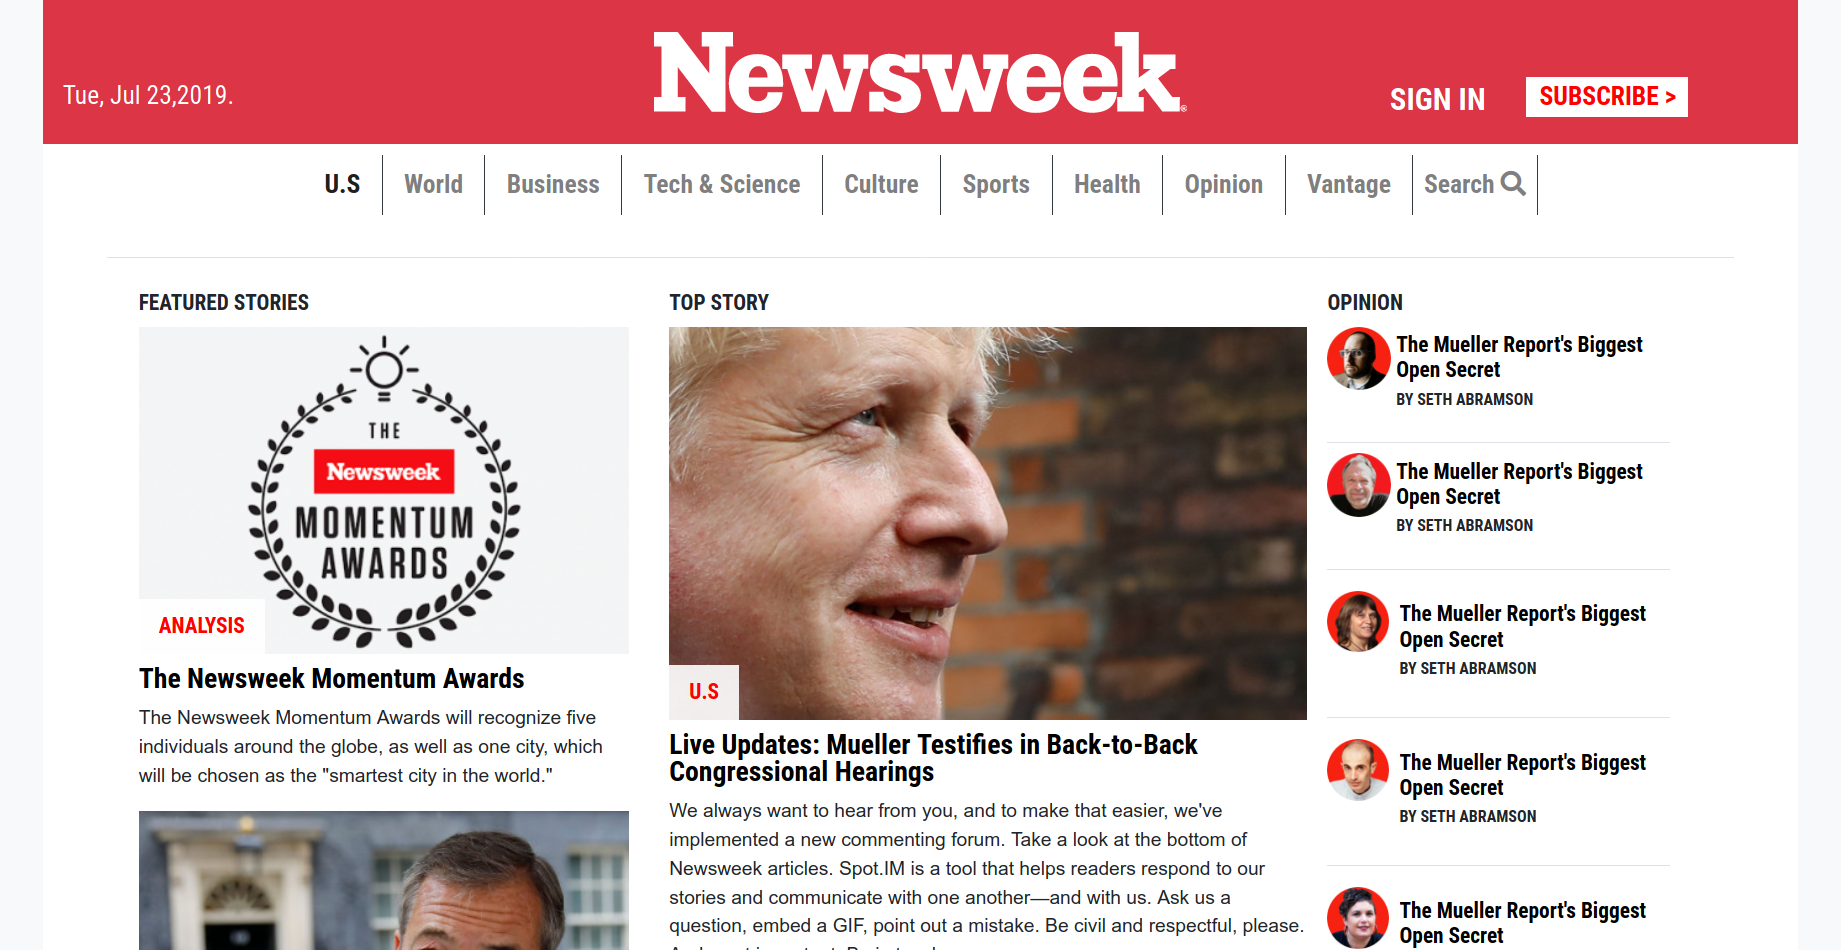 Newsweek
Tue, Jul 23,2019.
SIGN IN
SUBSCRIBE >
U.S
World
Business
Tech & Science
Culture
Sports
Health
Opinion
Vantage
Search
FEATURED STORIES
THE
Newsweek
MOMENTUM
AWARDS
ANALYSIS
The Newsweek Momentum Awards
The Newsweek Momentum Awards will recognize five
individuals around the globe, as well as one city, which
will be chosen as the "smartest city in the world."
TOP STORY
U.S
Live Updates: Mueller Testifies in Back-to-Back
Congressional Hearings
We always want to hear from you, and to make that easier, we've
implemented a new commenting forum. Take a look at the bottom of
Newsweek articles. Spot.IM is a tool that helps readers respond to our
stories and communicate with one another—and with us. Ask us a
question, embed a GIF, point out a mistake. Be civil and respectful, please.
OPINION
The Mueller Report's Biggest
Open Secret
BY SETH ABRAMSON
The Mueller Report's Biggest
Open Secret
BY SETH ABRAMSON
The Mueller Report's Biggest
Open Secret
BY SETH ABRAMSON
The Mueller Report's Biggest
Open Secret
BY SETH ABRAMSON
The Mueller Report's Biggest
Open Secret